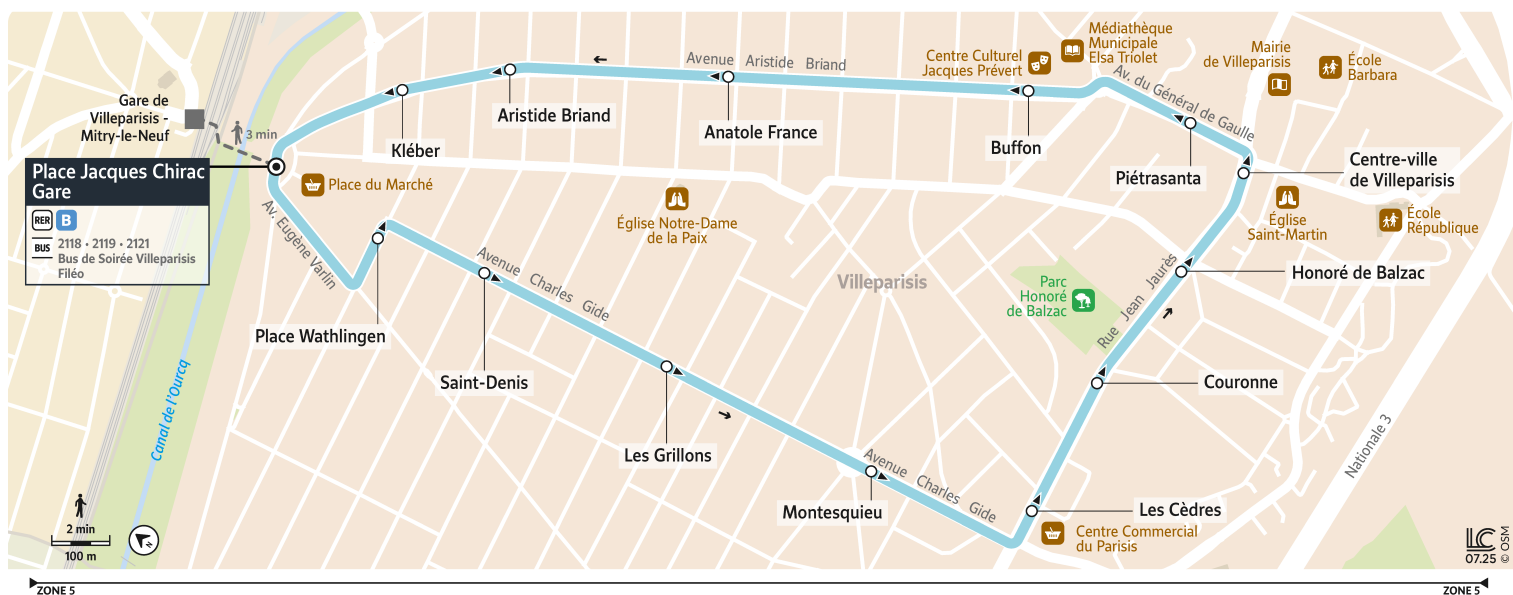 Gare de
Villeparisis -
Mitry-le-Neuf
3 min
Place Jacques Chirac
Gare
RER B
BUS
2118 • 2119 • 2121
Bus de Soirée Villeparisis
Filéo
Place du Marché
Av. Eugène Varlin
Kléber
Aristide Briand
Avenue Aristide Briand
Anatole France
Centre Culturel
Jacques Prévert
Médiathèque
Municipale
Elsa Triolet
Buffon
Av. du Général de Gaulle
Piétrasanta
Mairie
de Villeparisis
École
Barbara
Centre-ville
de Villeparisis
Église
Saint-Martin
École
République
Église Notre-Dame
de la Paix
Villeparisis
Parc
Honoré
de Balzac
Rue Jean Jaurès
Honoré de Balzac
Couronne
Place Wathlingen
Avenue Charles Gide
Saint-Denis
Les Grillons
Avenue Charles Gide
Montesquieu
Les Cèdres
Centre Commercial
du Parisis
Nationale 3
Canal de l'Ourcq
2 min
100 m
LC
07.25
© OSM
ZONE 5
ZONE 5